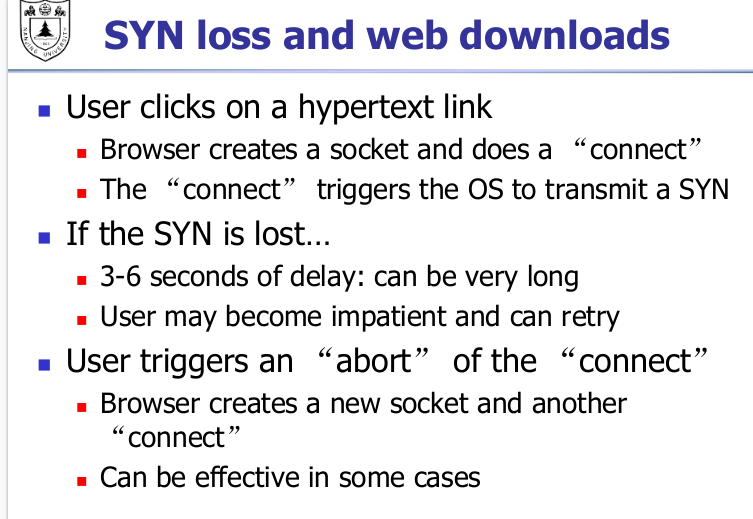 SYN loss and web downloads
User clicks on a hypertext link
Browser creates a socket and does a “connect”
The “connect” triggers the OS to transmit a SYN
If the SYN is lost…
3-6 seconds of delay: can be very long
User may become impatient and can retry
User triggers an “abort” of the “connect”
Browser creates a new socket and another
“connect”
Can be effective in some cases